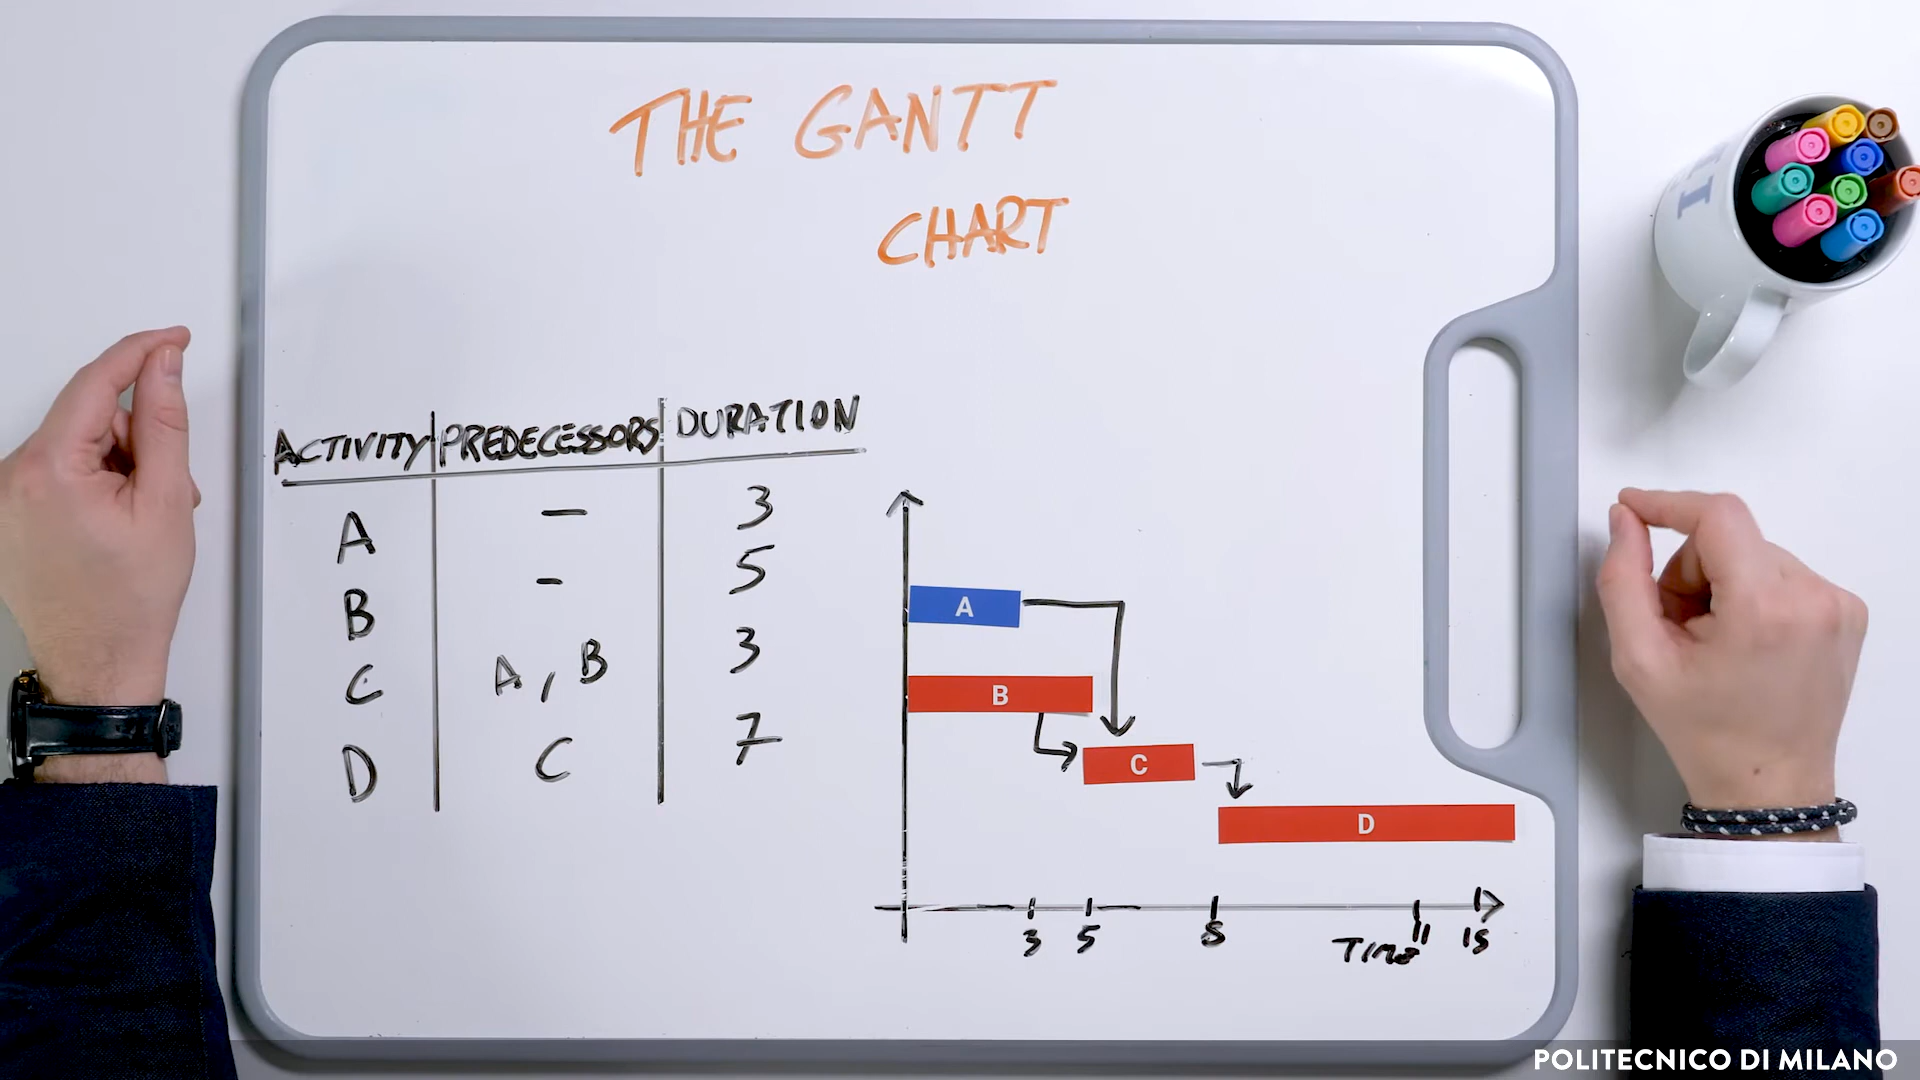 THE GANTT
CHART
ACTIVITY PREDECESSORS DURATION
A - 3
B - 5
C A, B 3
D C 7
A
B
C
D
3 5 8 11 15
TIME
POLITECNICO DI MILANO